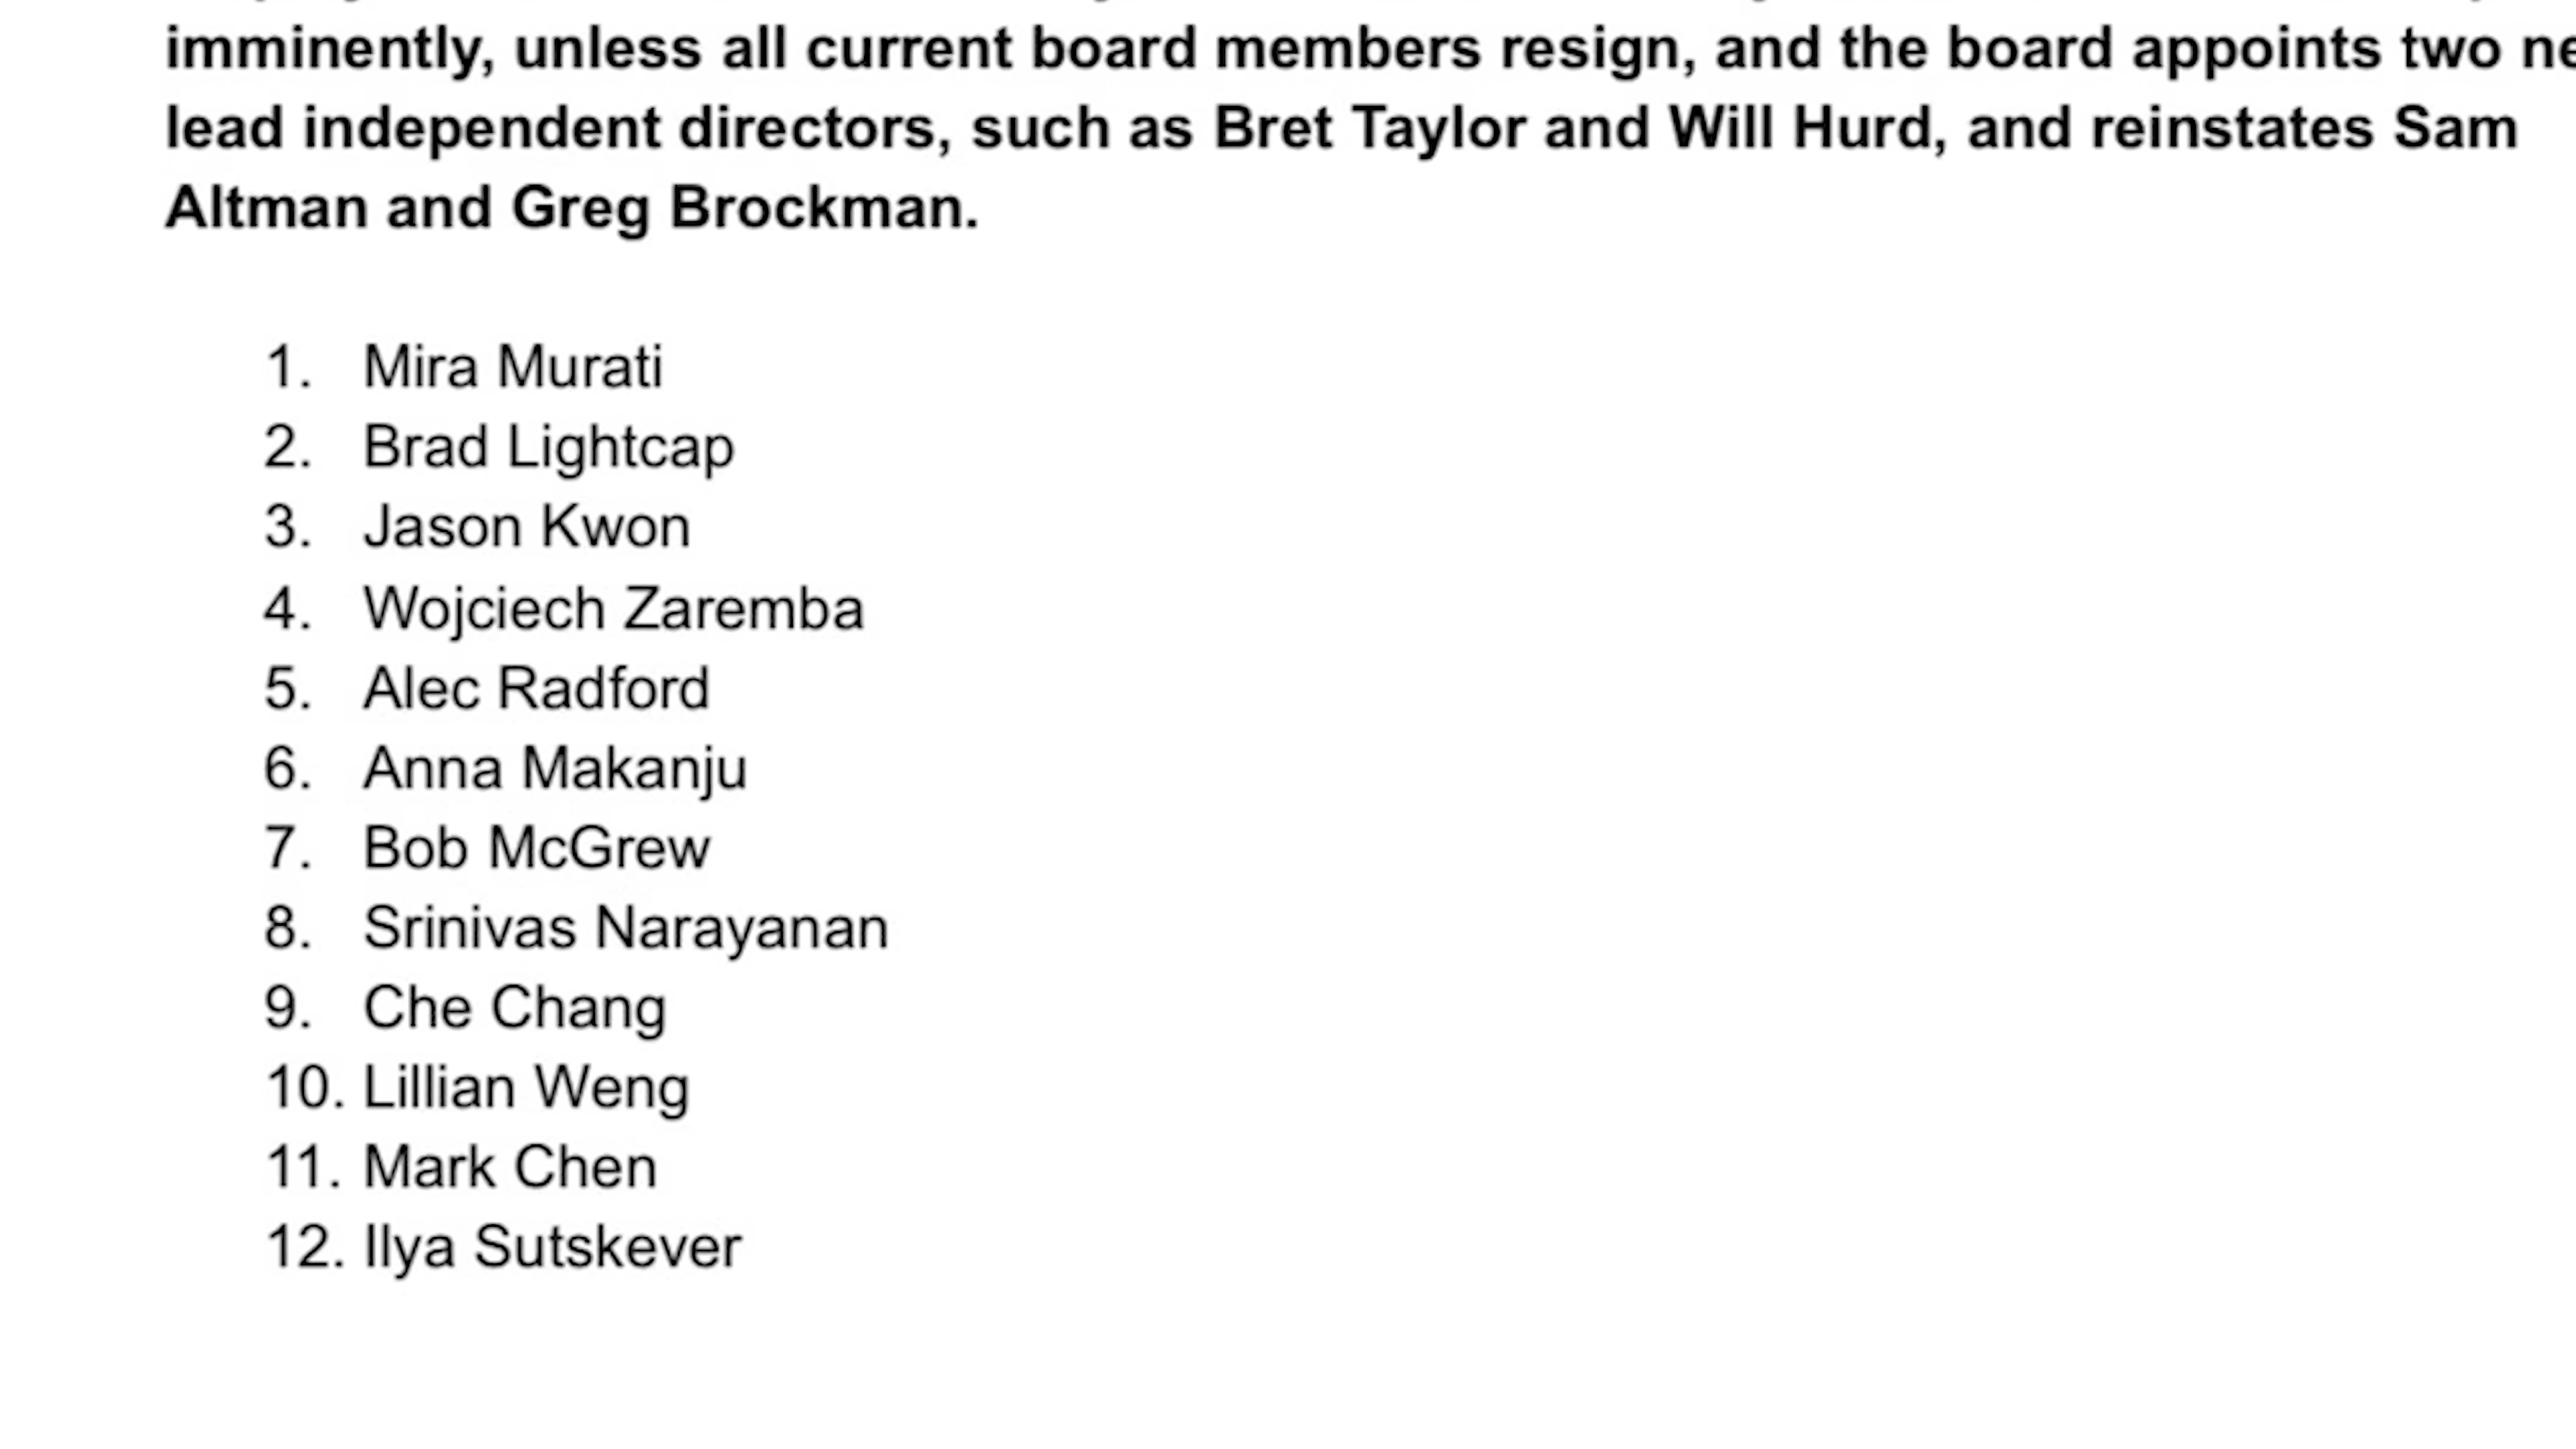 imminently, unless all current board members resign, and the board appoints two
lead independent directors, such as Bret Taylor and Will Hurd, and reinstates Sam
Altman and Greg Brockman.
1. Mira Murati
2. Brad Lightcap
3. Jason Kwon
4. Wojciech Zaremba
5. Alec Radford
6. Anna Makanju
7. Bob McGrew
8. Srinivas Narayanan
9. Che Chang
10. Lillian Weng
11. Mark Chen
12. Ilya Sutskever